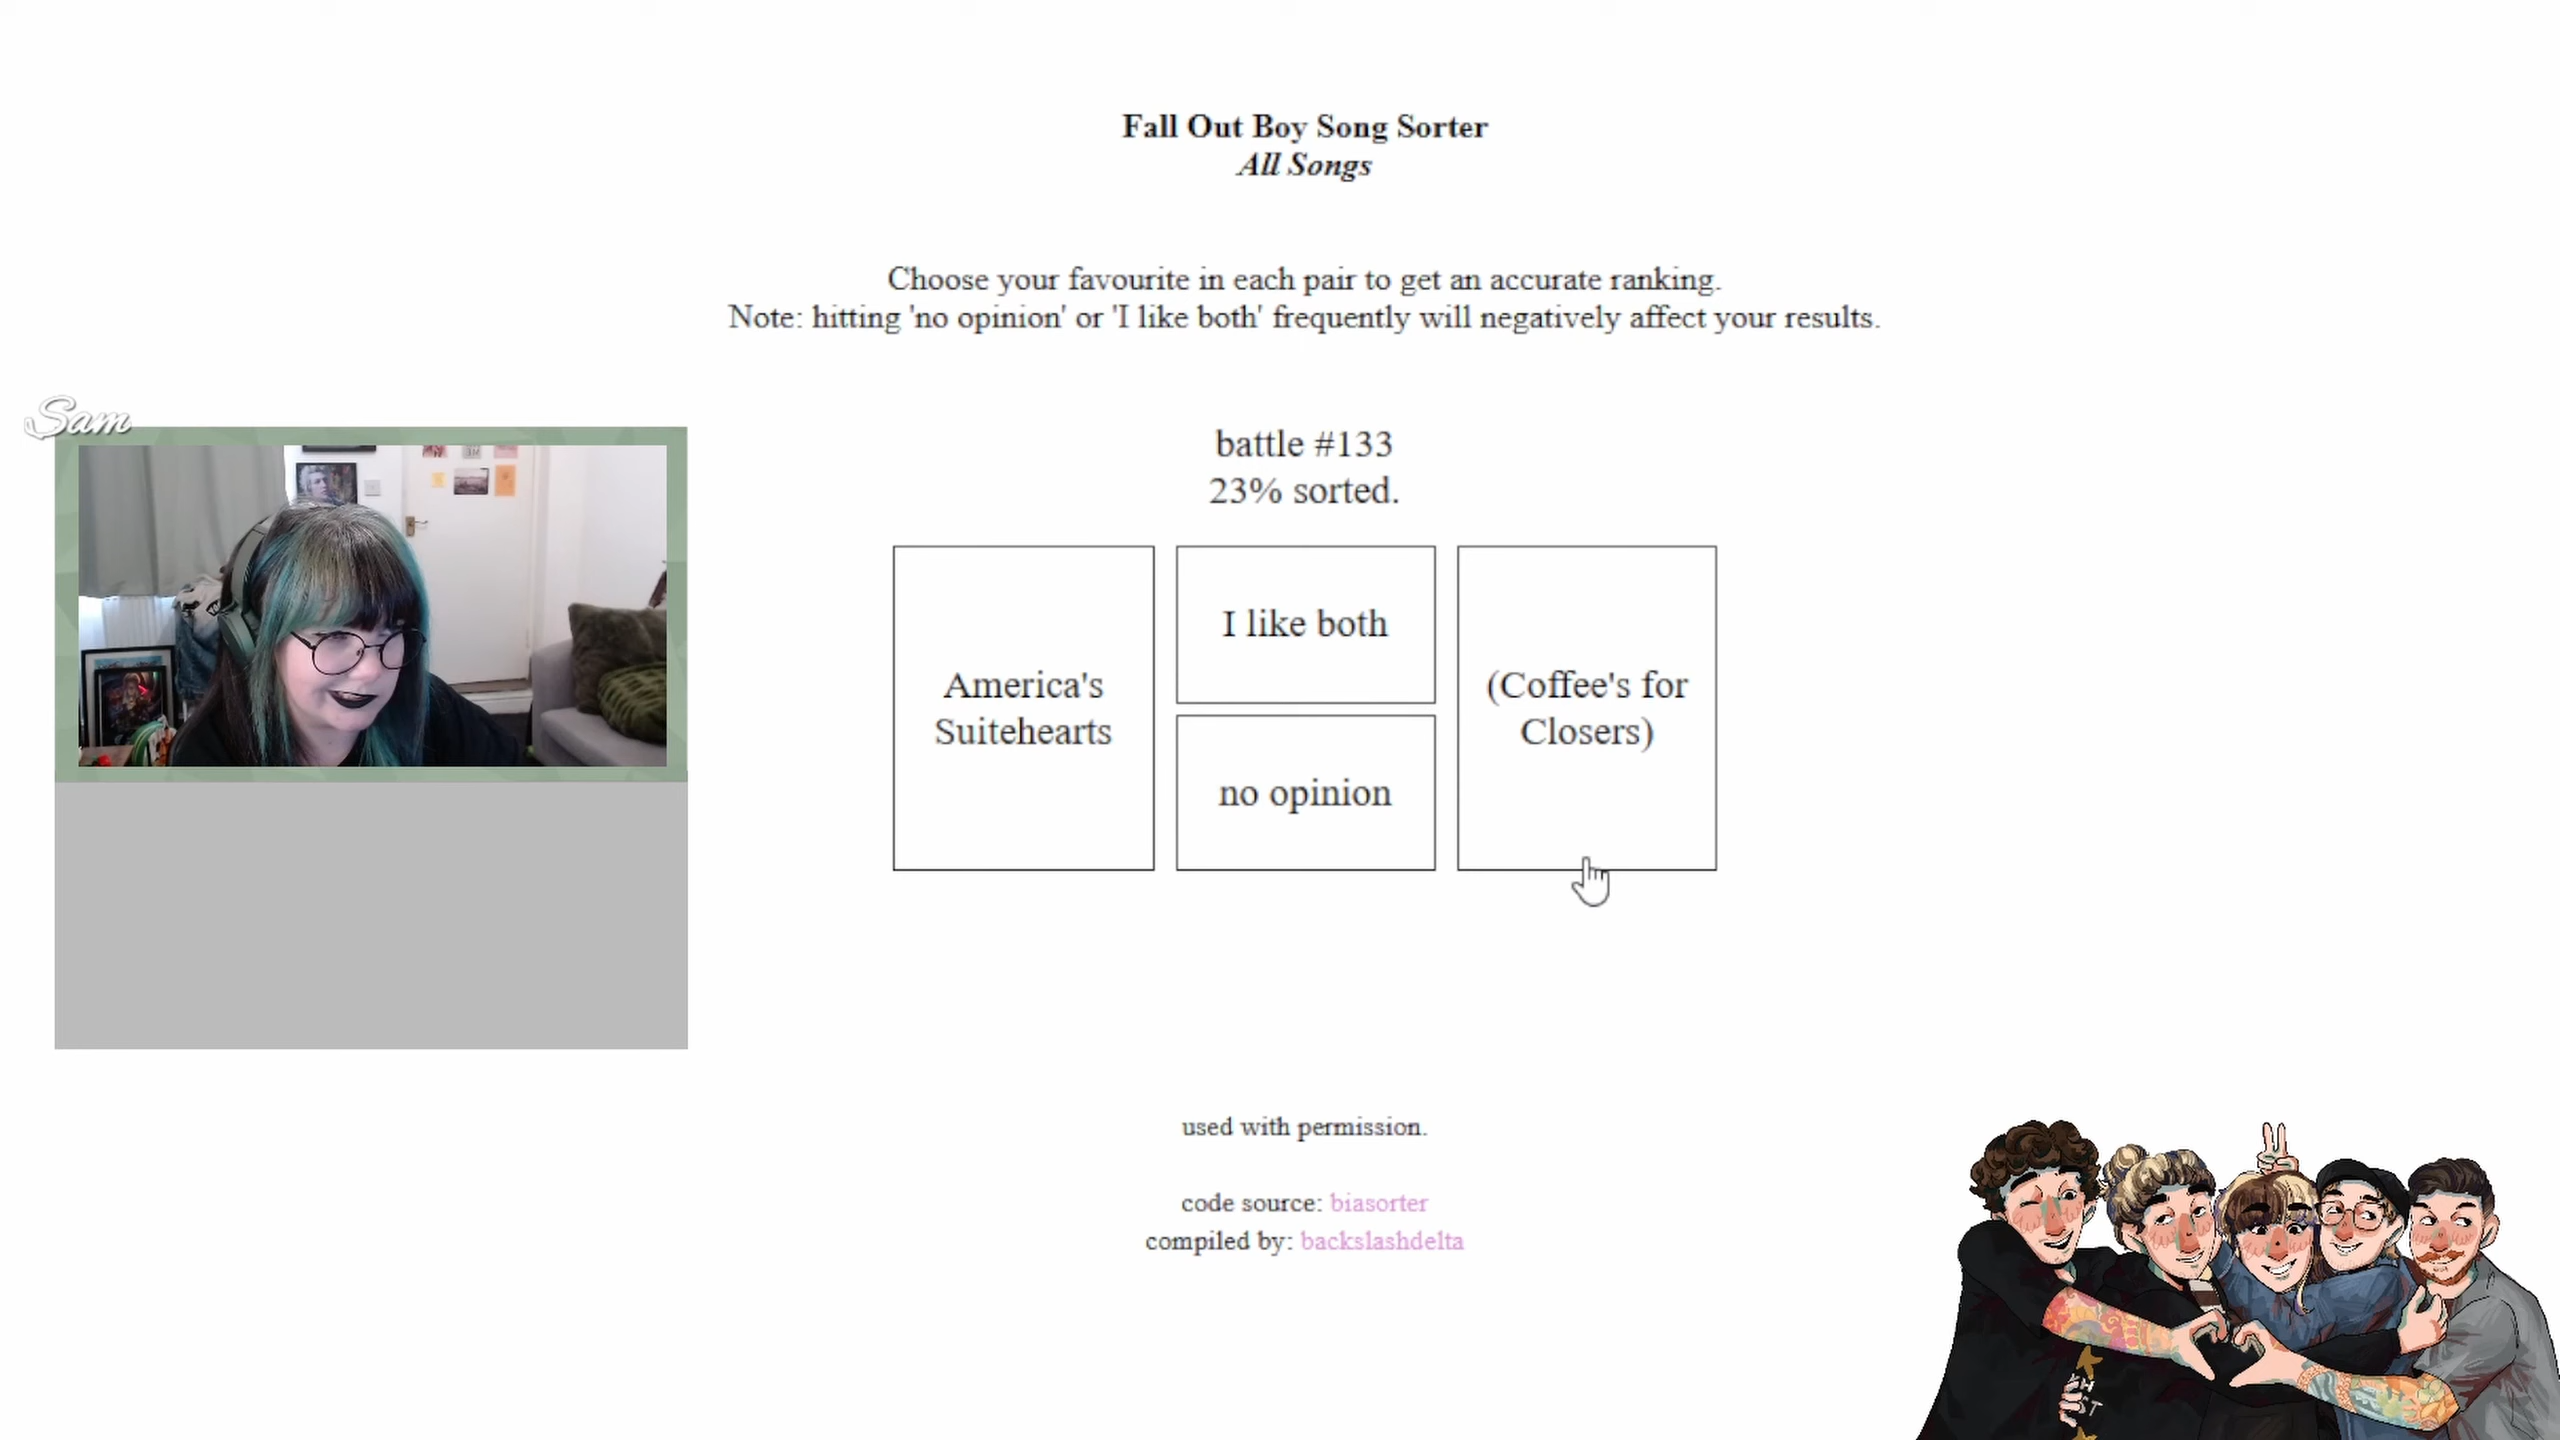 Fall Out Boy Song Sorter
All Songs
Choose your favourite in each pair to get an accurate ranking.
Note: hitting 'no opinion' or 'I like both' frequently will negatively affect your results.
Sam
battle #133
23% sorted.
America's
Suitehearts
I like both
no opinion
(Coffee's for
Closers)
used with permission.
code source: biasorter
compiled by: backslashdelta